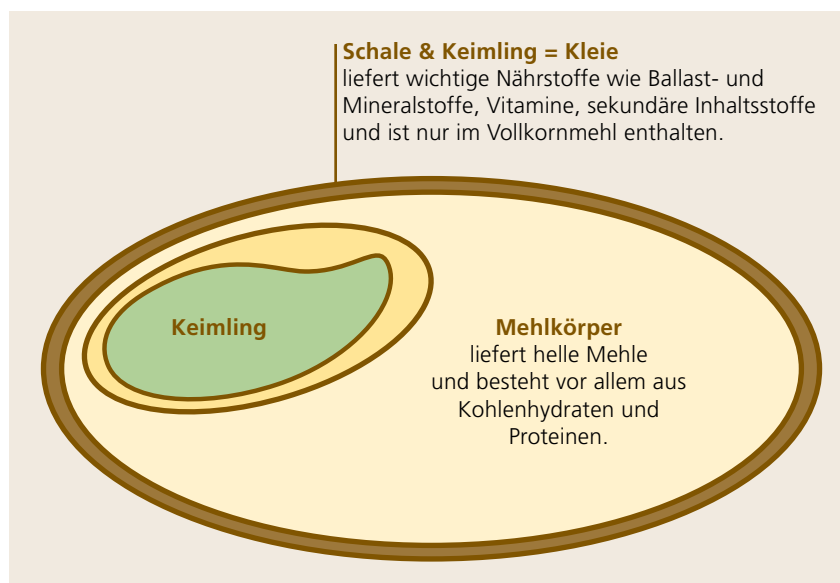 Schale & Keimling = Kleie
liefert wichtige Nährstoffe wie Ballast- und
Mineralstoffe, Vitamine, sekundäre Inhaltsstoffe
und ist nur im Vollkornmehl enthalten.
Keimling
Mehlkörper
liefert helle Mehle
und besteht vor allem aus
Kohlenhydraten und
Proteinen.